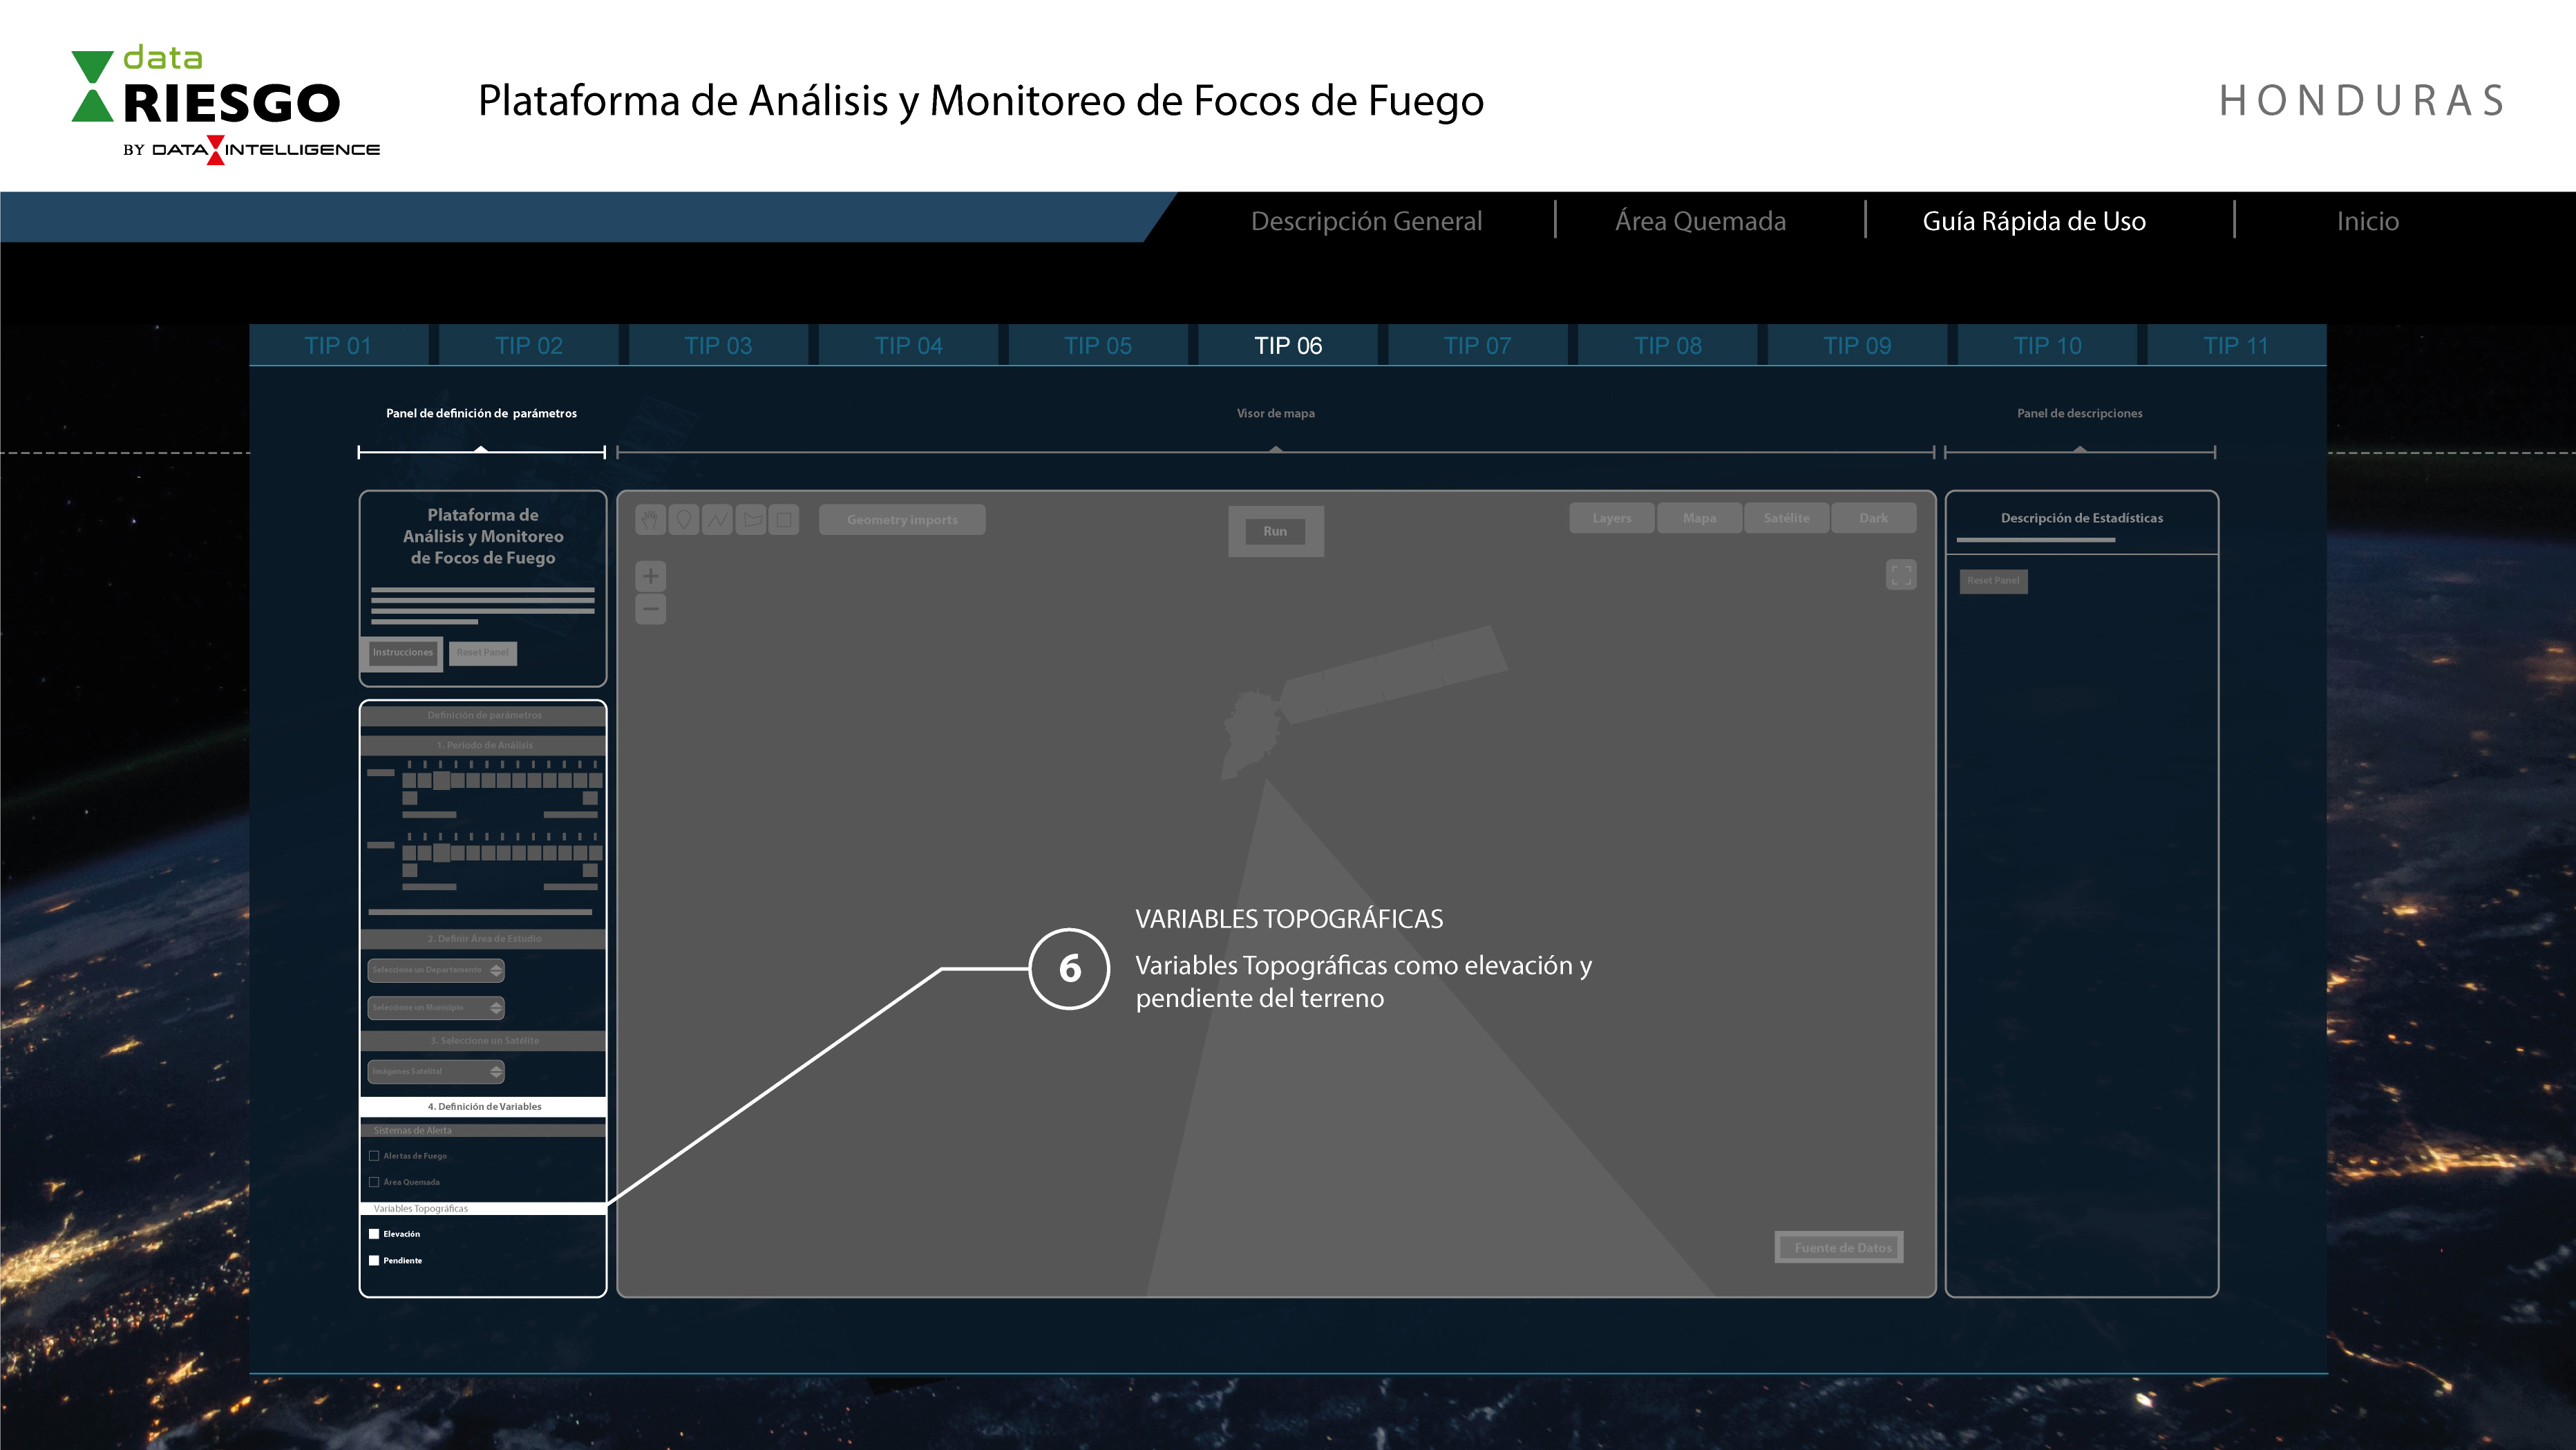 data
RIESGO
BY DATA INTELLIGENCE
Plataforma de Análisis y Monitoreo de Focos de Fuego
HONDURAS
Descripción General
Área Quemada
Guía Rápida de Uso
Inicio
TIP 01
TIP 02
TIP 03
TIP 04
TIP 05
TIP 06
TIP 07
TIP 08
TIP 09
TIP 10
TIP 11
Panel de definición de parámetros
Visor de mapa
Panel de descripciones
Plataforma de
Análisis y Monitoreo
de Focos de Fuego
Instrucciones
Reset Panel
Definición de parámetros
1. Período de Análisis
2. Definir Área de Estudio
Seleccione un Departamento
Seleccione un Municipio
3. Seleccione un Satélite
Imágenes Satelital
4. Definición de Variables
Sistemas de Alerta
Alertas de Fuego
Área Quemada
Variables Topográficas
Elevación
Pendiente
Geometry imports
Run
Layers
Mapa
Satélite
Dark
6
VARIABLES TOPOGRÁFICAS
Variables Topográficas como elevación y
pendiente del terreno
Fuente de Datos
Descripción de Estadísticas
Reset Panel